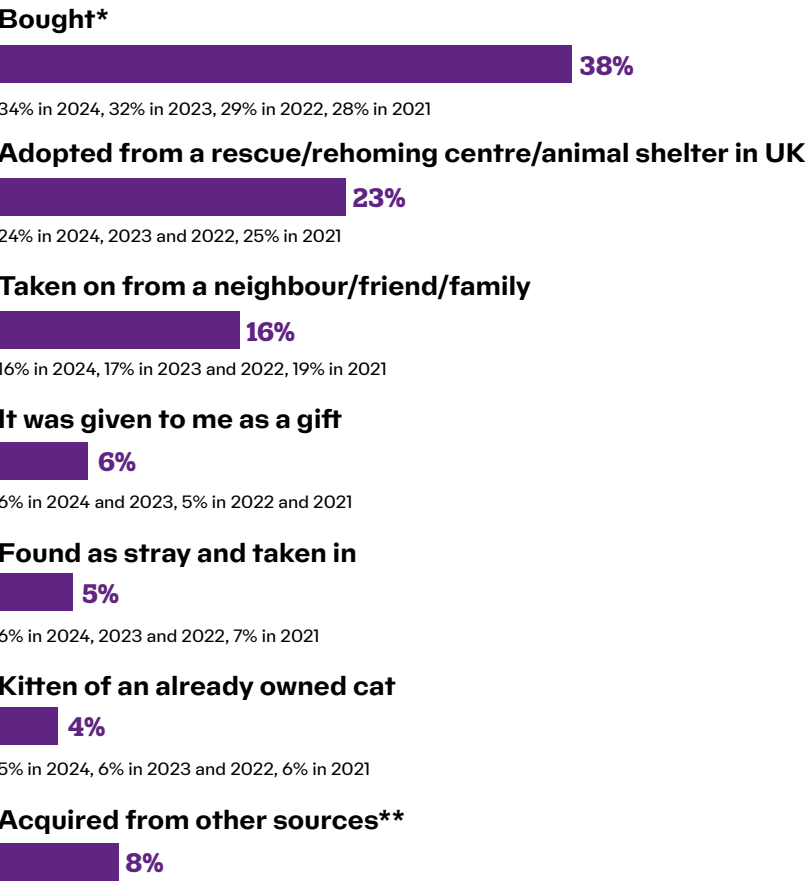 Bought*
38%
34% in 2024, 32% in 2023, 29% in 2022, 28% in 2021
Adopted from a rescue/rehoming centre/animal shelter in UK
23%
24% in 2024, 2023 and 2022, 25% in 2021
Taken on from a neighbour/friend/family
16%
16% in 2024, 17% in 2023 and 2022, 19% in 2021
It was given to me as a gift
6%
6% in 2024 and 2023, 5% in 2022 and 2021
Found as stray and taken in
5%
6% in 2024, 2023 and 2022, 7% in 2021
Kitten of an already owned cat
4%
5% in 2024, 6% in 2023 and 2022, 6% in 2021
Acquired from other sources**
8%